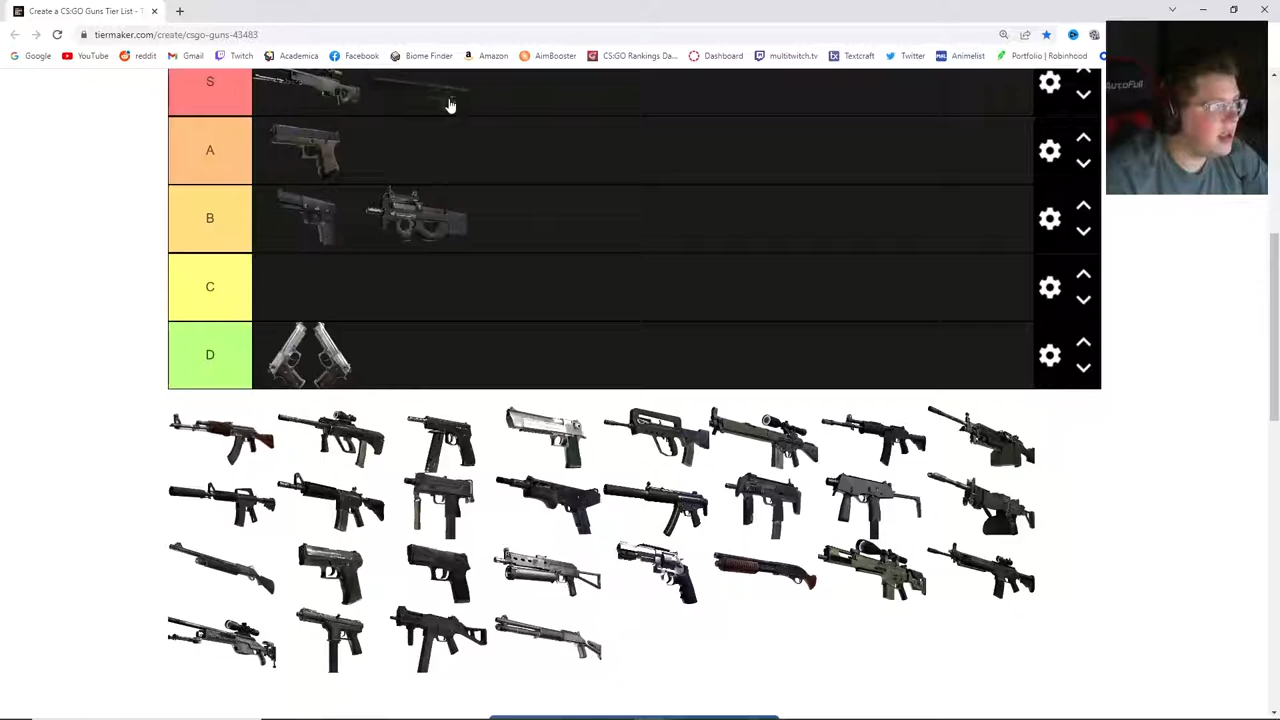 Create a CS:GO Guns Tier List - T
tiermaker.com/create/csgo-guns-43483
Google YouTube reddit Gmail Twitch Academica Facebook Biome Finder Amazon AimBooster CS:GO Rankings Da... Dashboard multitwitch.tv Textcraft Twitter Animelist Portfolio | Robinhood
AUTOFULL
S
A
B
C
D